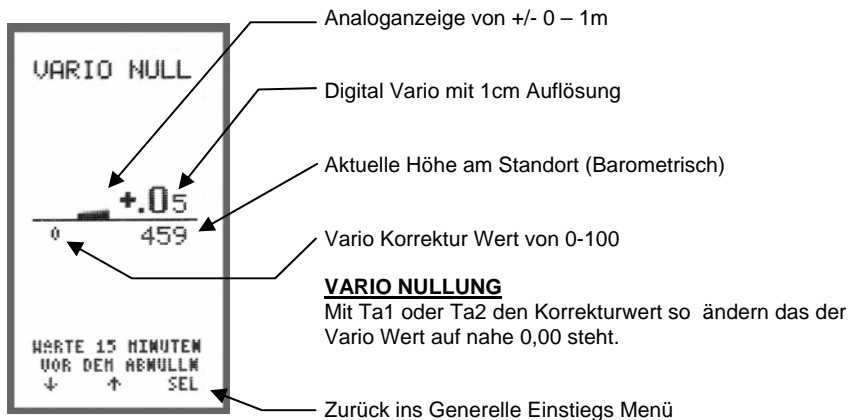 Analoganzeige von +/- 0 – 1m
VARIO NULL
Digital Vario mit 1cm Auflösung
Aktuelle Höhe am Standort (Barometrisch)
+.05
0
459
Vario Korrektur Wert von 0-100
VARIO NULLUNG
Mit Ta1 oder Ta2 den Korrekturwert so ändern das der
Vario Wert auf nahe 0,00 steht.
WARTE 15 MINUTEN
VOR DEM ABNULLN
↓ ↑ SEL
Zurück ins Generelle Einstiegs Menü